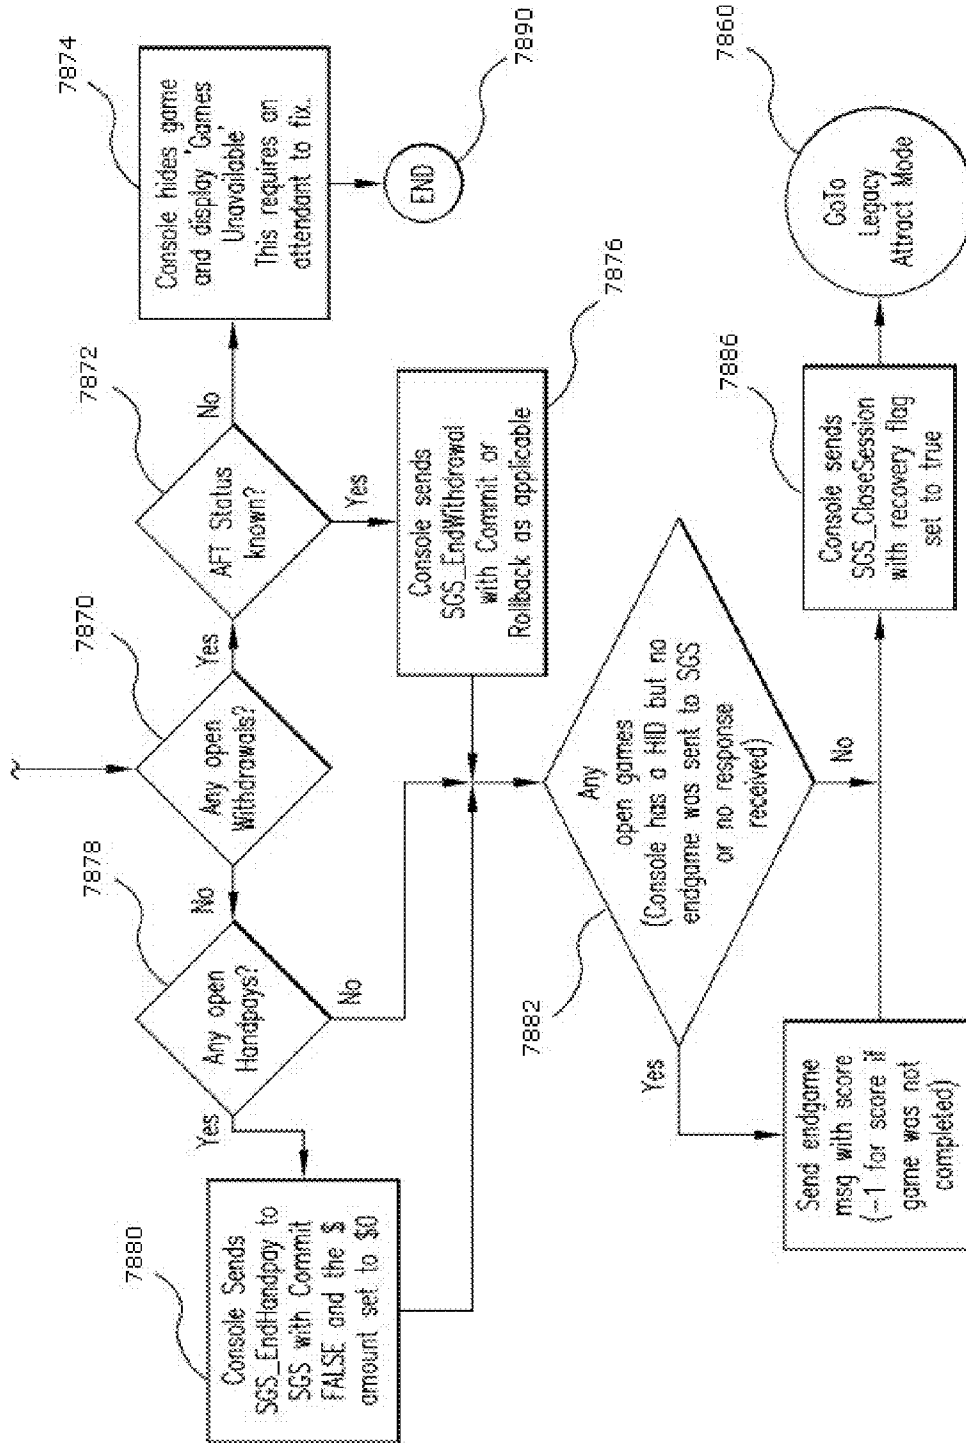 7870
Any open
Withdrawals?
Yes
No
7872
AFT Status
known?
No
Yes
7874
Console hides game
and display 'Games
Unavailable'
This requires an
attendant to fix.
END
7890
7876
Console sends
SGS_EndWithdrawal
with Commit or
Rollback as applicable
7878
Any open
Handpays?
Yes
No
7880
Console Sends
SGS_EndHandpay to
SGS with Commit
FALSE and the $
amount set to $0
7882
Any
open games
(Console has a HID but no
endgame was sent to SGS
or no response
received)
Yes
No
Send endgame
msg with score
(-1 for score if
game was not
completed)
7886
Console sends
SGS_CloseSession
with recovery flag
set to true
7860
GoTo
Legacy
Attract Mode